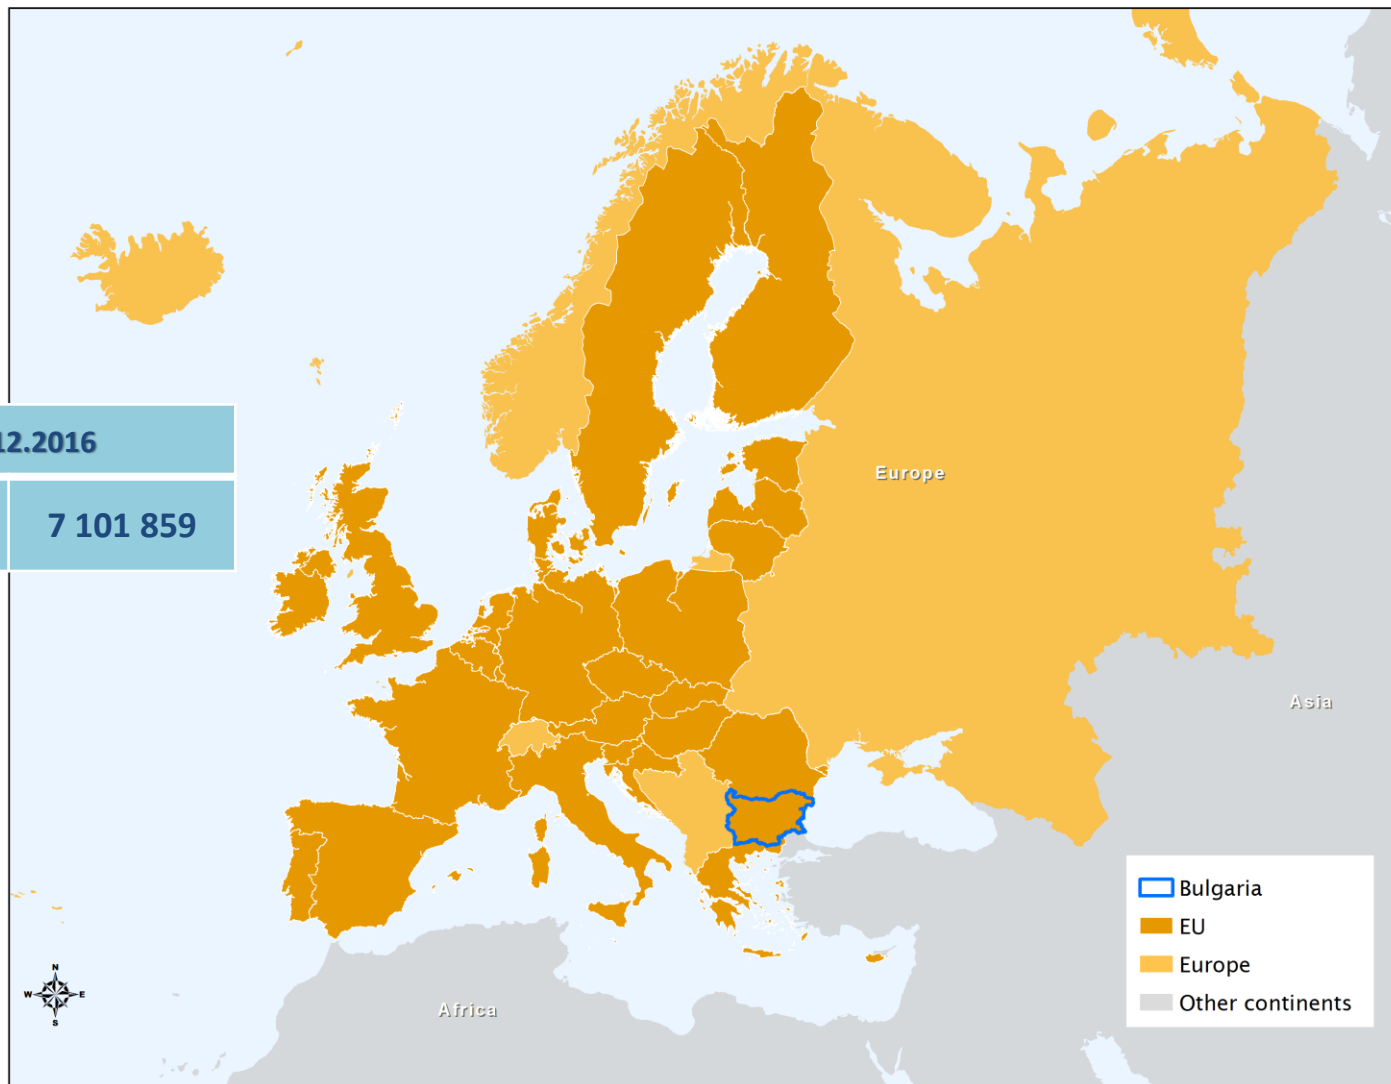 12.2016
7 101 859
Europe
Asia
Africa
N
W E
S
Bulgaria
EU
Europe
Other continents